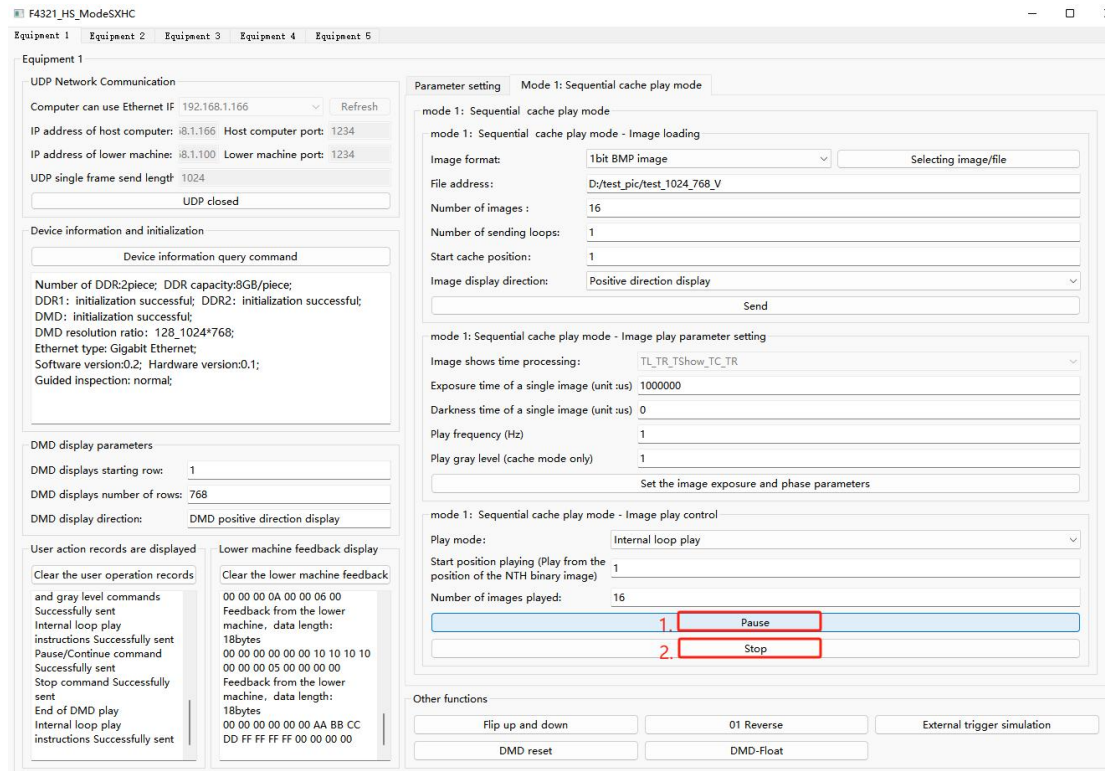 F4321_HS_ModeSXHC
Equipment 1 Equipment 2 Equipment 3 Equipment 4 Equipment 5
Equipment 1
UDP Network Communication
Computer can use Ethernet IF 192.168.1.166 Refresh
IP address of host computer: i8.1.166 Host computer port: 1234
IP address of lower machine: i8.1.100 Lower machine port: 1234
UDP single frame send length 1024
UDP closed
Device information and initialization
Device information query command
Number of DDR:2piece; DDR capacity:8GB/piece;
DDR1: initialization successful; DDR2: initialization successful;
DMD: initialization successful;
DMD resolution ratio: 128_1024*768;
Ethernet type: Gigabit Ethernet;
Software version:0.2; Hardware version:0.1;
Guided inspection: normal;
DMD display parameters
DMD displays starting row: 1
DMD displays number of rows: 768
DMD display direction: DMD positive direction display
User action records are displayed
Clear the user operation records
and gray level commands
Successfully sent
Internal loop play
instructions Successfully sent
Pause/Continue command
Successfully sent
Stop command Successfully
sent
End of DMD play
Internal loop play
instructions Successfully sent
Lower machine feedback display
Clear the lower machine feedback
00 00 00 0A 00 00 06 00
Feedback from the lower
machine, data length:
18bytes
00 00 00 00 00 00 10 10 10 10
00 00 00 05 00 00 00 00
Feedback from the lower
machine, data length:
18bytes
00 00 00 00 00 00 AA BB CC
DD FF FF FF FF 00 00 00 00
Parameter setting Mode 1: Sequential cache play mode
mode 1: Sequential cache play mode
mode 1: Sequential cache play mode - Image loading
Image format: 1bit BMP image Selecting image/file
File address: D:/test_pic/test_1024_768_V
Number of images : 16
Number of sending loops: 1
Start cache position: 1
Image display direction: Positive direction display
Send
mode 1: Sequential cache play mode - Image play parameter setting
Image shows time processing: TL_TR_TShow_TC_TR
Exposure time of a single image (unit :us) 1000000
Darkness time of a single image (unit :us) 0
Play frequency (Hz) 1
Play gray level (cache mode only) 1
Set the image exposure and phase parameters
mode 1: Sequential cache play mode - Image play control
Play mode: Internal loop play
Start position playing (Play from the
position of the NTH binary image) 1
Number of images played: 16
1. Pause
2. Stop
Other functions
Flip up and down 01 Reverse External trigger simulation
DMD reset DMD-Float